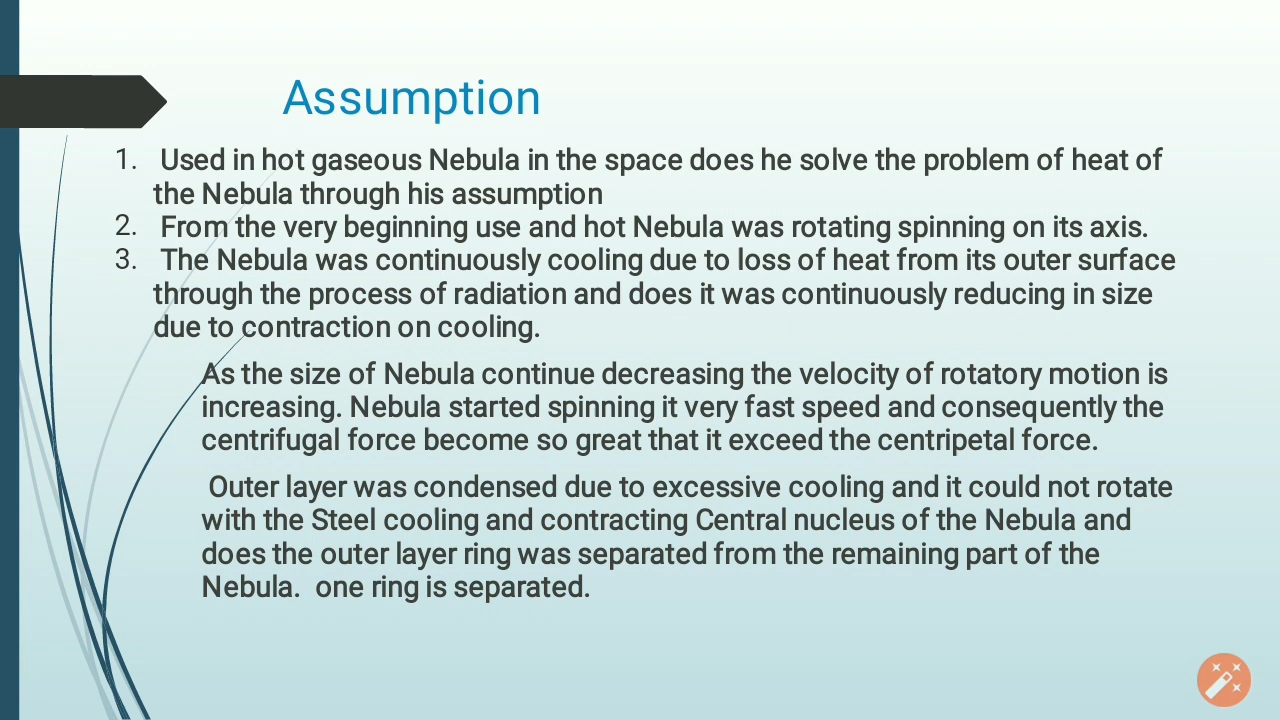 Assumption
1. Used in hot gaseous Nebula in the space does he solve the problem of heat of
the Nebula through his assumption
2. From the very beginning use and hot Nebula was rotating spinning on its axis.
3. The Nebula was continuously cooling due to loss of heat from its outer surface
through the process of radiation and does it was continuously reducing in size
due to contraction on cooling.
As the size of Nebula continue decreasing the velocity of rotatory motion is
increasing. Nebula started spinning it very fast speed and consequently the
centrifugal force become so great that it exceed the centripetal force.
Outer layer was condensed due to excessive cooling and it could not rotate
with the Steel cooling and contracting Central nucleus of the Nebula and
does the outer layer ring was separated from the remaining part of the
Nebula. one ring is separated.